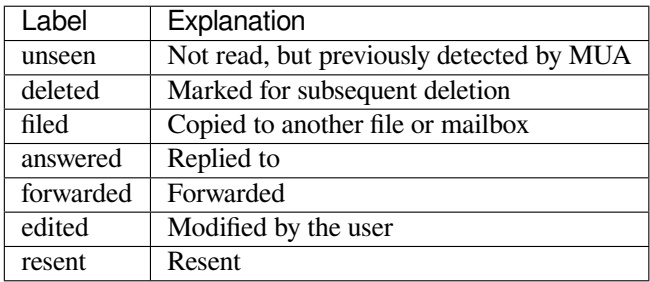 Label Explanation
unseen Not read, but previously detected by MUA
deleted Marked for subsequent deletion
filed Copied to another file or mailbox
answered Replied to
forwarded Forwarded
edited Modified by the user
resent Resent